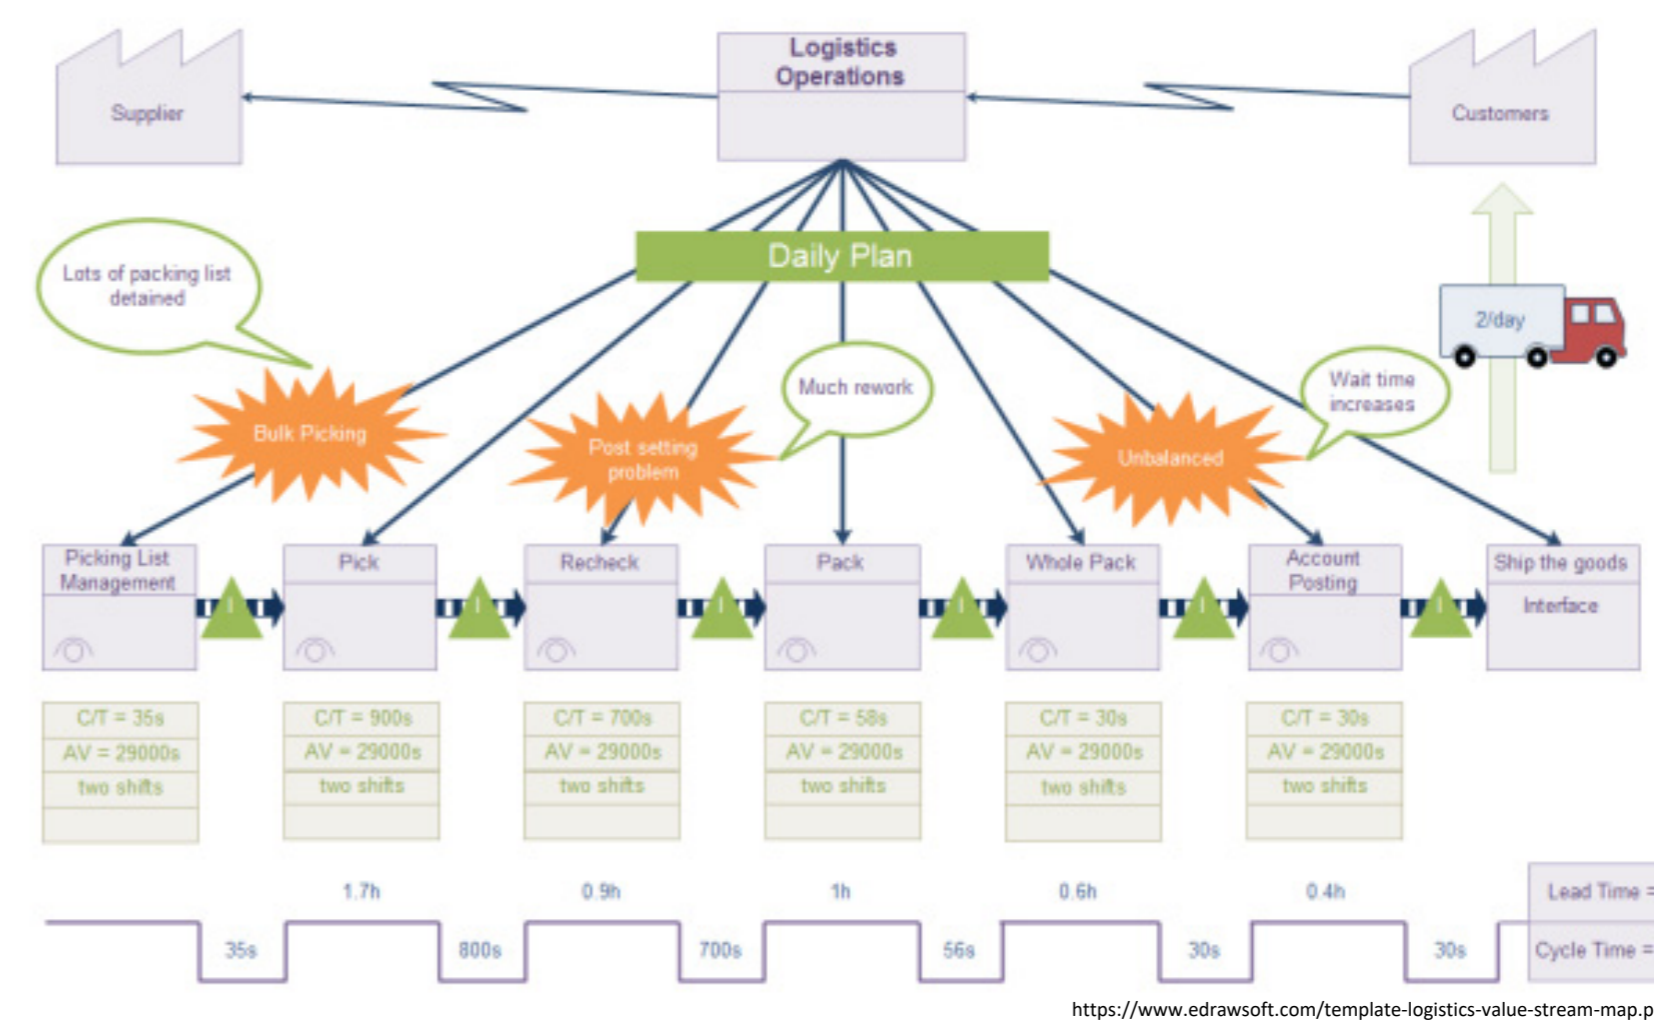 Logistics
Operations
Supplier
Customers
Daily Plan
Lots of packing list
detained
2/day
Much rework
Wait time
increases
Bulk Picking
Post setting
problem
Unbalanced
Picking List
Management
Pick
Recheck
Pack
Whole Pack
Account
Posting
Ship the goods
Interface
I
I
I
I
I
I
C/T = 35s
AV = 29000s
two shifts
C/T = 900s
AV = 29000s
two shifts
C/T = 700s
AV = 29000s
two shifts
C/T = 58s
AV = 29000s
two shifts
C/T = 30s
AV = 29000s
two shifts
C/T = 30s
AV = 29000s
two shifts
1.7h
0.9h
1h
0.6h
0.4h
Lead Time =
35s
800s
700s
56s
30s
30s
Cycle Time =
https://www.edrawsoft.com/template-logistics-value-stream-map.p